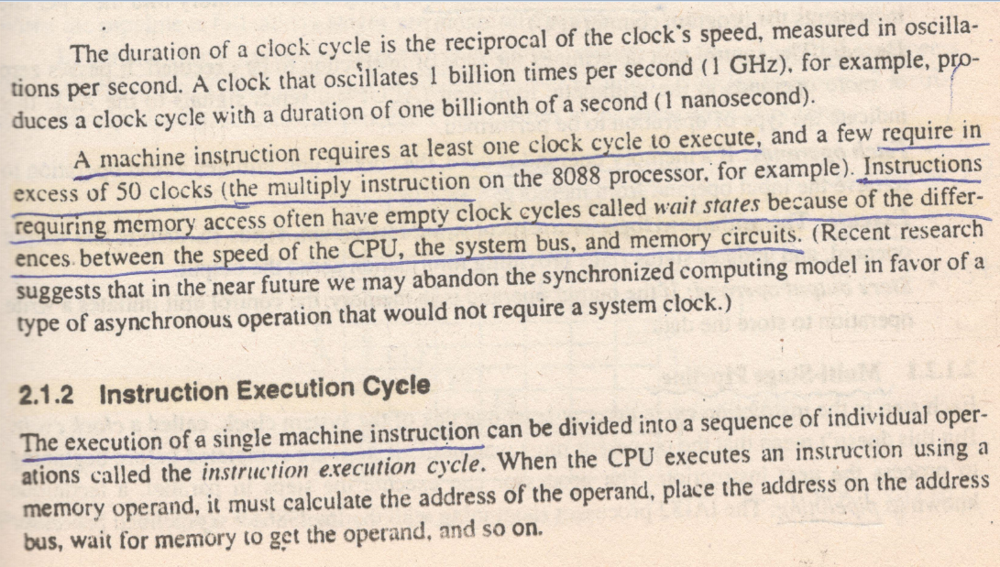 The duration of a clock cycle is the reciprocal of the clock's speed, measured in oscilla-
tions per second. A clock that oscillates 1 billion times per second (1 GHz), for example, pro-
duces a clock cycle with a duration of one billionth of a second (1 nanosecond).
A machine instruction requires at least one clock cycle to execute, and a few require in
excess of 50 clocks (the multiply instruction on the 8088 processor, for example). Instructions
requiring memory access often have empty clock cycles called wait states because of the differ-
ences between the speed of the CPU, the system bus, and memory circuits. (Recent research
suggests that in the near future we may abandon the synchronized computing model in favor of a
type of asynchronous operation that would not require a system clock.)
2.1.2 Instruction Execution Cycle
The execution of a single machine instruction can be divided into a sequence of individual oper-
ations called the instruction execution cycle. When the CPU executes an instruction using a
memory operand, it must calculate the address of the operand, place the address on the address
bus, wait for memory to get the operand, and so on.